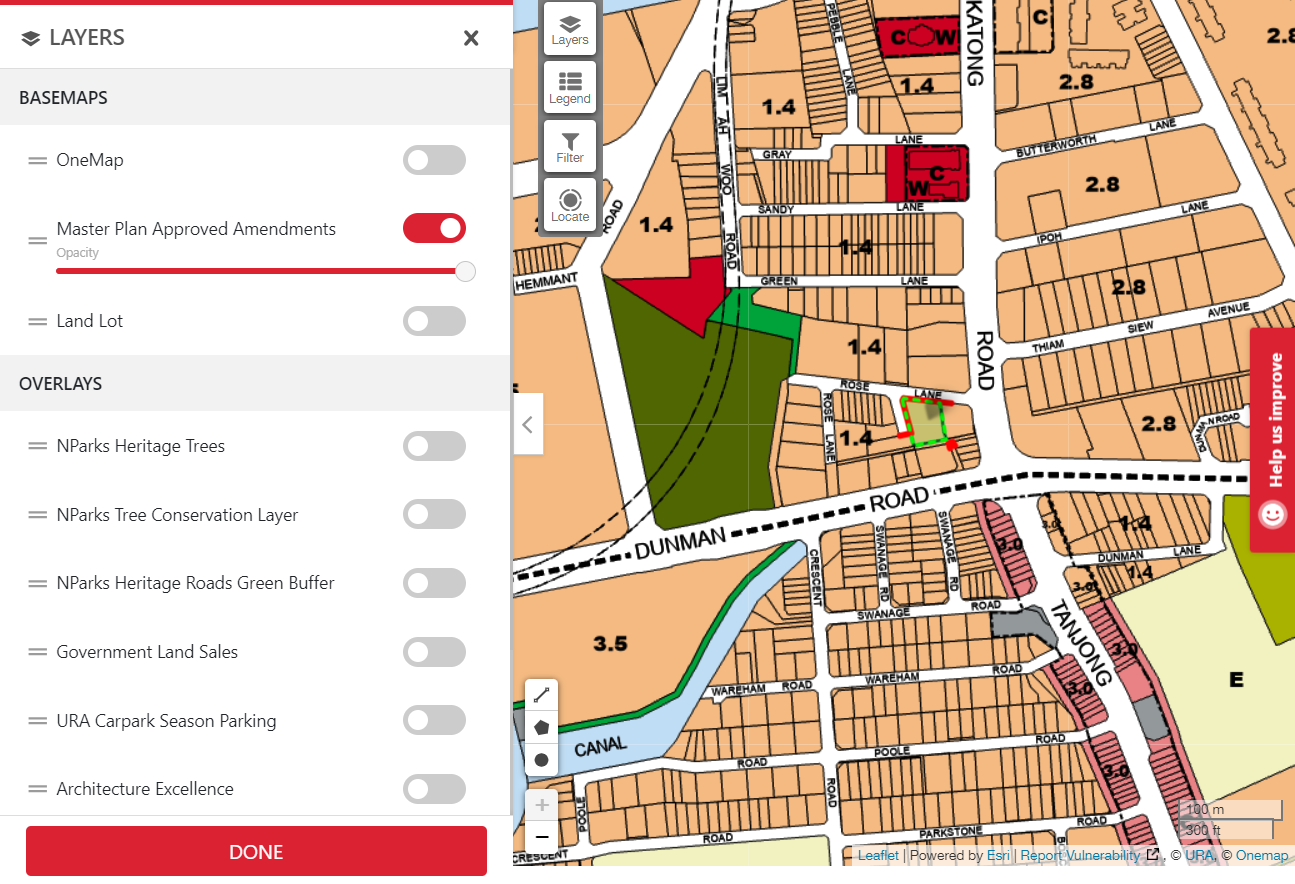 LAYERS
BASEMAPS
OneMap
Master Plan Approved Amendments
Opacity
Land Lot
OVERLAYS
NParks Heritage Trees
NParks Tree Conservation Layer
NParks Heritage Roads Green Buffer
Government Land Sales
URA Carpark Season Parking
Architecture Excellence
DONE
Layers
Legend
Filter
Locate
PEBBLE
LANE
C
W
KATONG
C
2.8
1.4
1.4
2.8
LIM AH WOO ROAD
LANE
GRAY
BUTTERWORTH
LANE
C
W
2.8
SANDY
LANE
ROAD
1.4
1.4
IPOH
LANE
HEMMANT
GREEN
LANE
2.8
THIAM
SIEW
AVENUE
1.4
ROAD
ROSE
LANE
ROSE LANE
1.4
2.8
ROAD
Help us improve
DUNMAN
ROAD
SWANAGE RD
SWANAGE RD
3.0
3.0
1.4
DUNMAN
LANE
1.4
3.0
CRESCENT
SWANAGE
ROAD
TANJONG
3.5
3.0
E
WAREHAM
ROAD
WAREHAM
ROAD
3.0
CANAL
ROAD
POOLE
ROAD
3.0
POOLE
ROAD
ROAD
PARKSTONE
ROAD
CRESCENT
100 m
300 ft
Leaflet | Powered by Esri | Report Vulnerability , © URA, © Onemap